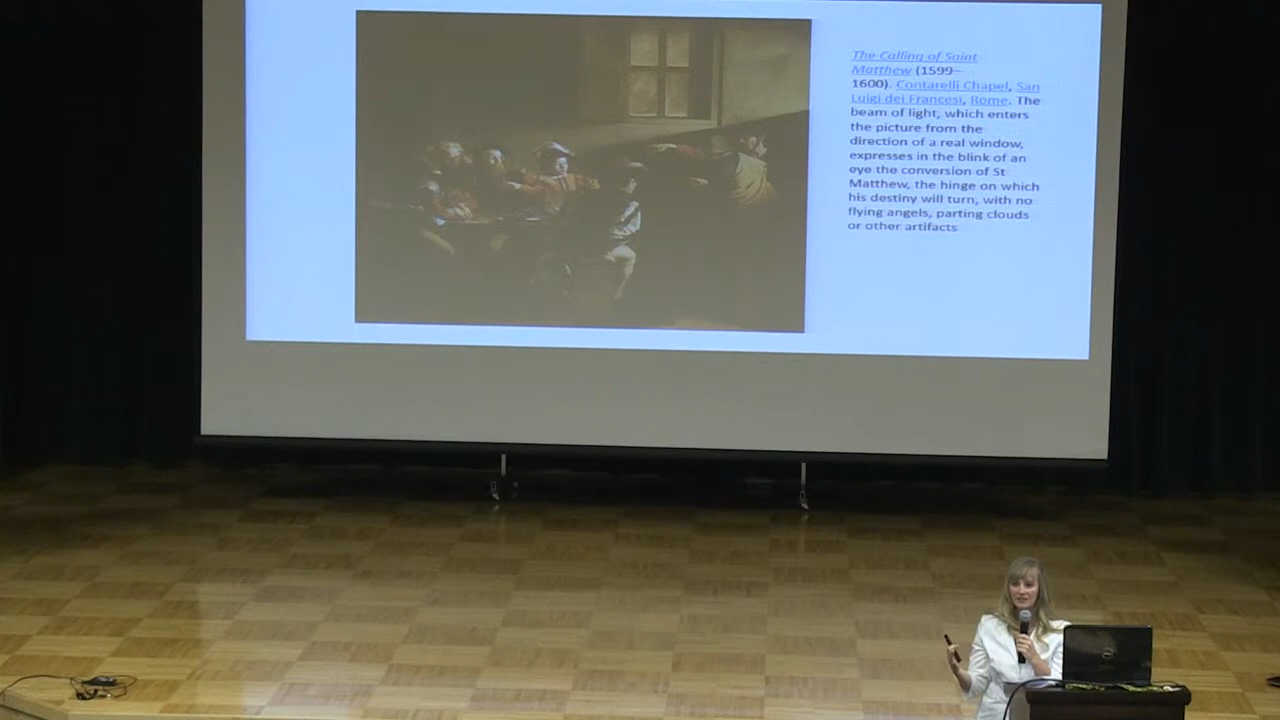 The Calling of Saint
Matthew (1599–
1600). Contarelli Chapel, San
Luigi dei Francesi, Rome. The
beam of light, which enters
the picture from the
direction of a real window,
expresses in the blink of an
eye the conversion of St
Matthew, the hinge on which
his destiny will turn, with no
flying angels, parting clouds
or other artifacts